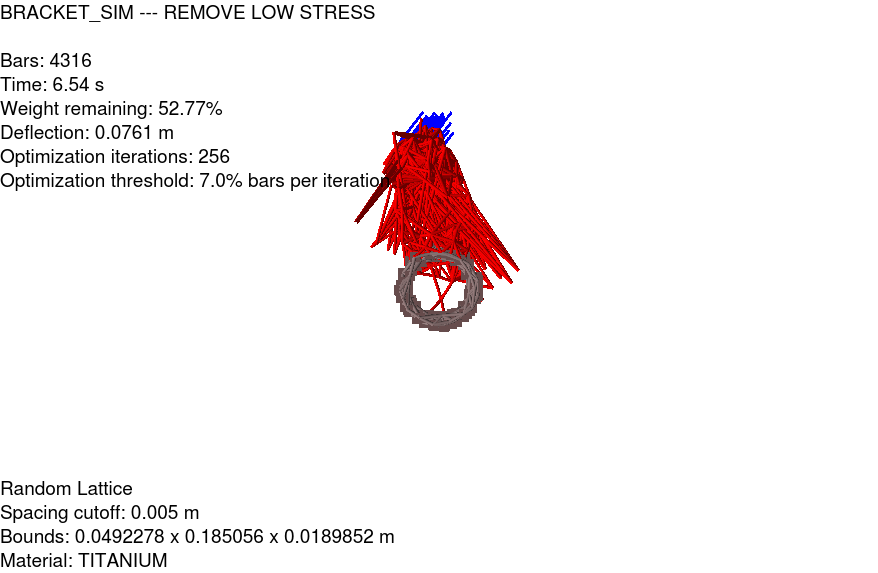 BRACKET_SIM --- REMOVE LOW STRESS
Bars: 4316
Time: 6.54 s
Weight remaining: 52.77%
Deflection: 0.0761 m
Optimization iterations: 256
Optimization threshold: 7.0% bars per iteration
Random Lattice
Spacing cutoff: 0.005 m
Bounds: 0.0492278 x 0.185056 x 0.0189852 m
Material: TITANIUM